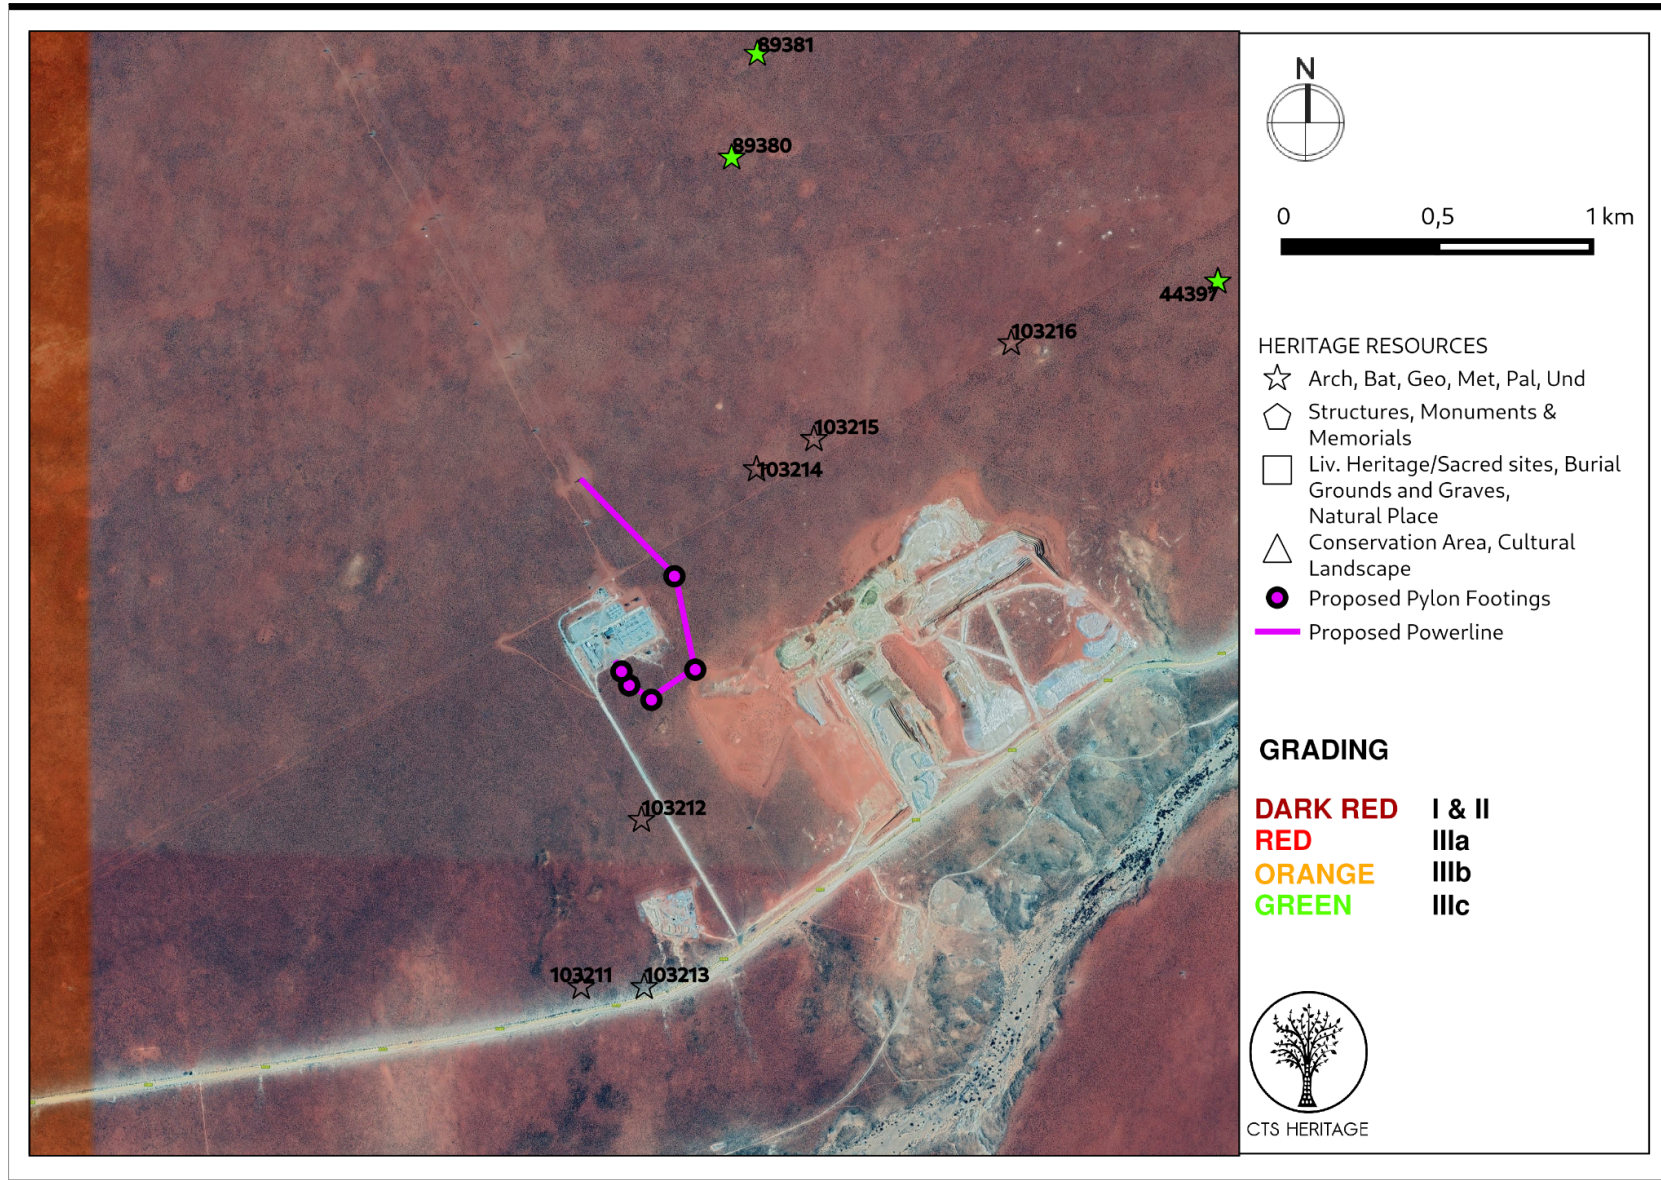 89381
89380
44397
103216
103215
103214
103212
103211
103213
N
0 0,5 1 km
HERITAGE RESOURCES
Arch, Bat, Geo, Met, Pal, Und
Structures, Monuments &
Memorials
Liv. Heritage/Sacred sites, Burial
Grounds and Graves,
Natural Place
Conservation Area, Cultural
Landscape
Proposed Pylon Footings
Proposed Powerline
GRADING
DARK RED I & II
RED IIIa
ORANGE IIIb
GREEN IIIc
CTS HERITAGE